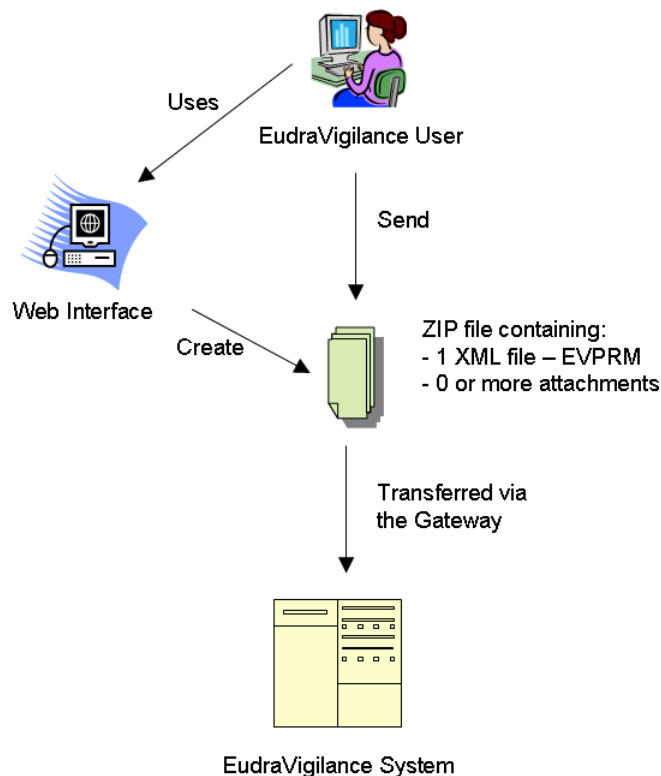 Uses
EudraVigilance User
Send
Web Interface
Create
ZIP file containing:
- 1 XML file – EVPRM
- 0 or more attachments
Transferred via
the Gateway
EudraVigilance System